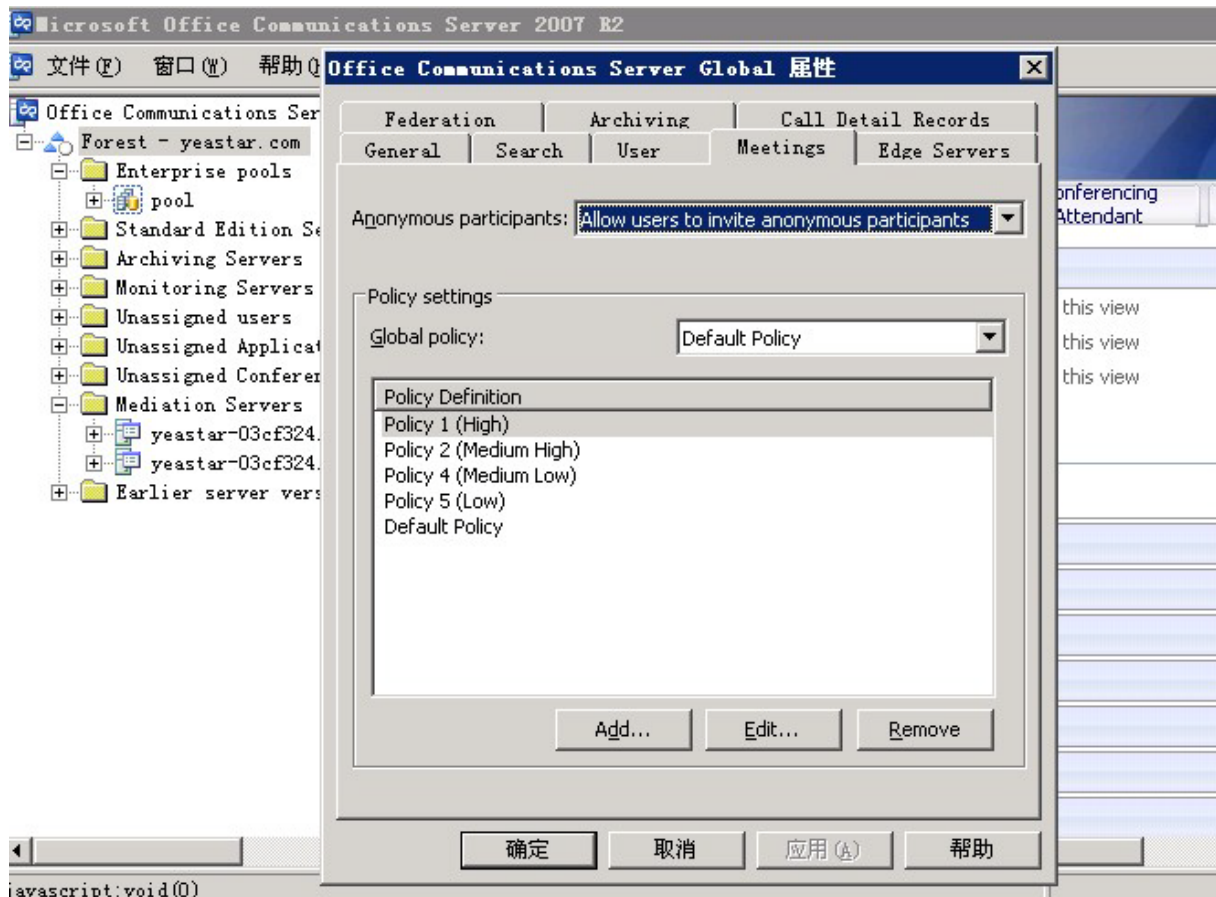 Microsoft Office Communications Server 2007 R2
文件(F) 窗口(W) 帮助(
Office Communications Ser
Forest - yeastar.com
Enterprise pools
pool
Standard Edition Se
Archiving Servers
Monitoring Servers
Unassigned users
Unassigned Applicat
Unassigned Conferen
Mediation Servers
yeastar-03cf324.
yeastar-03cf324.
Earlier server vers
Office Communications Server Global 属性
Federation Archiving Call Detail Records
General Search User Meetings Edge Servers
Anonymous participants: Allow users to invite anonymous participants
Policy settings
Global policy: Default Policy
Policy Definition
Policy 1 (High)
Policy 2 (Medium High)
Policy 4 (Medium Low)
Policy 5 (Low)
Default Policy
Add... Edit... Remove
确定 取消 应用(A) 帮助
onferencing
Attendant
this view
this view
this view
javascript:void(0)